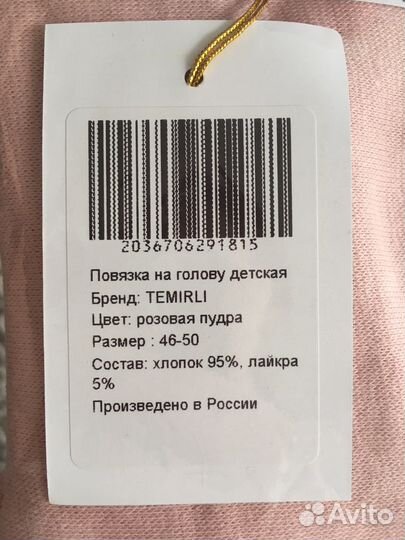 2036706291815
Повязка на голову детская
Бренд: TEMIRLI
Цвет: розовая пудра
Размер : 46-50
Состав: хлопок 95%, лайкра
5%
Произведено в России
Avito